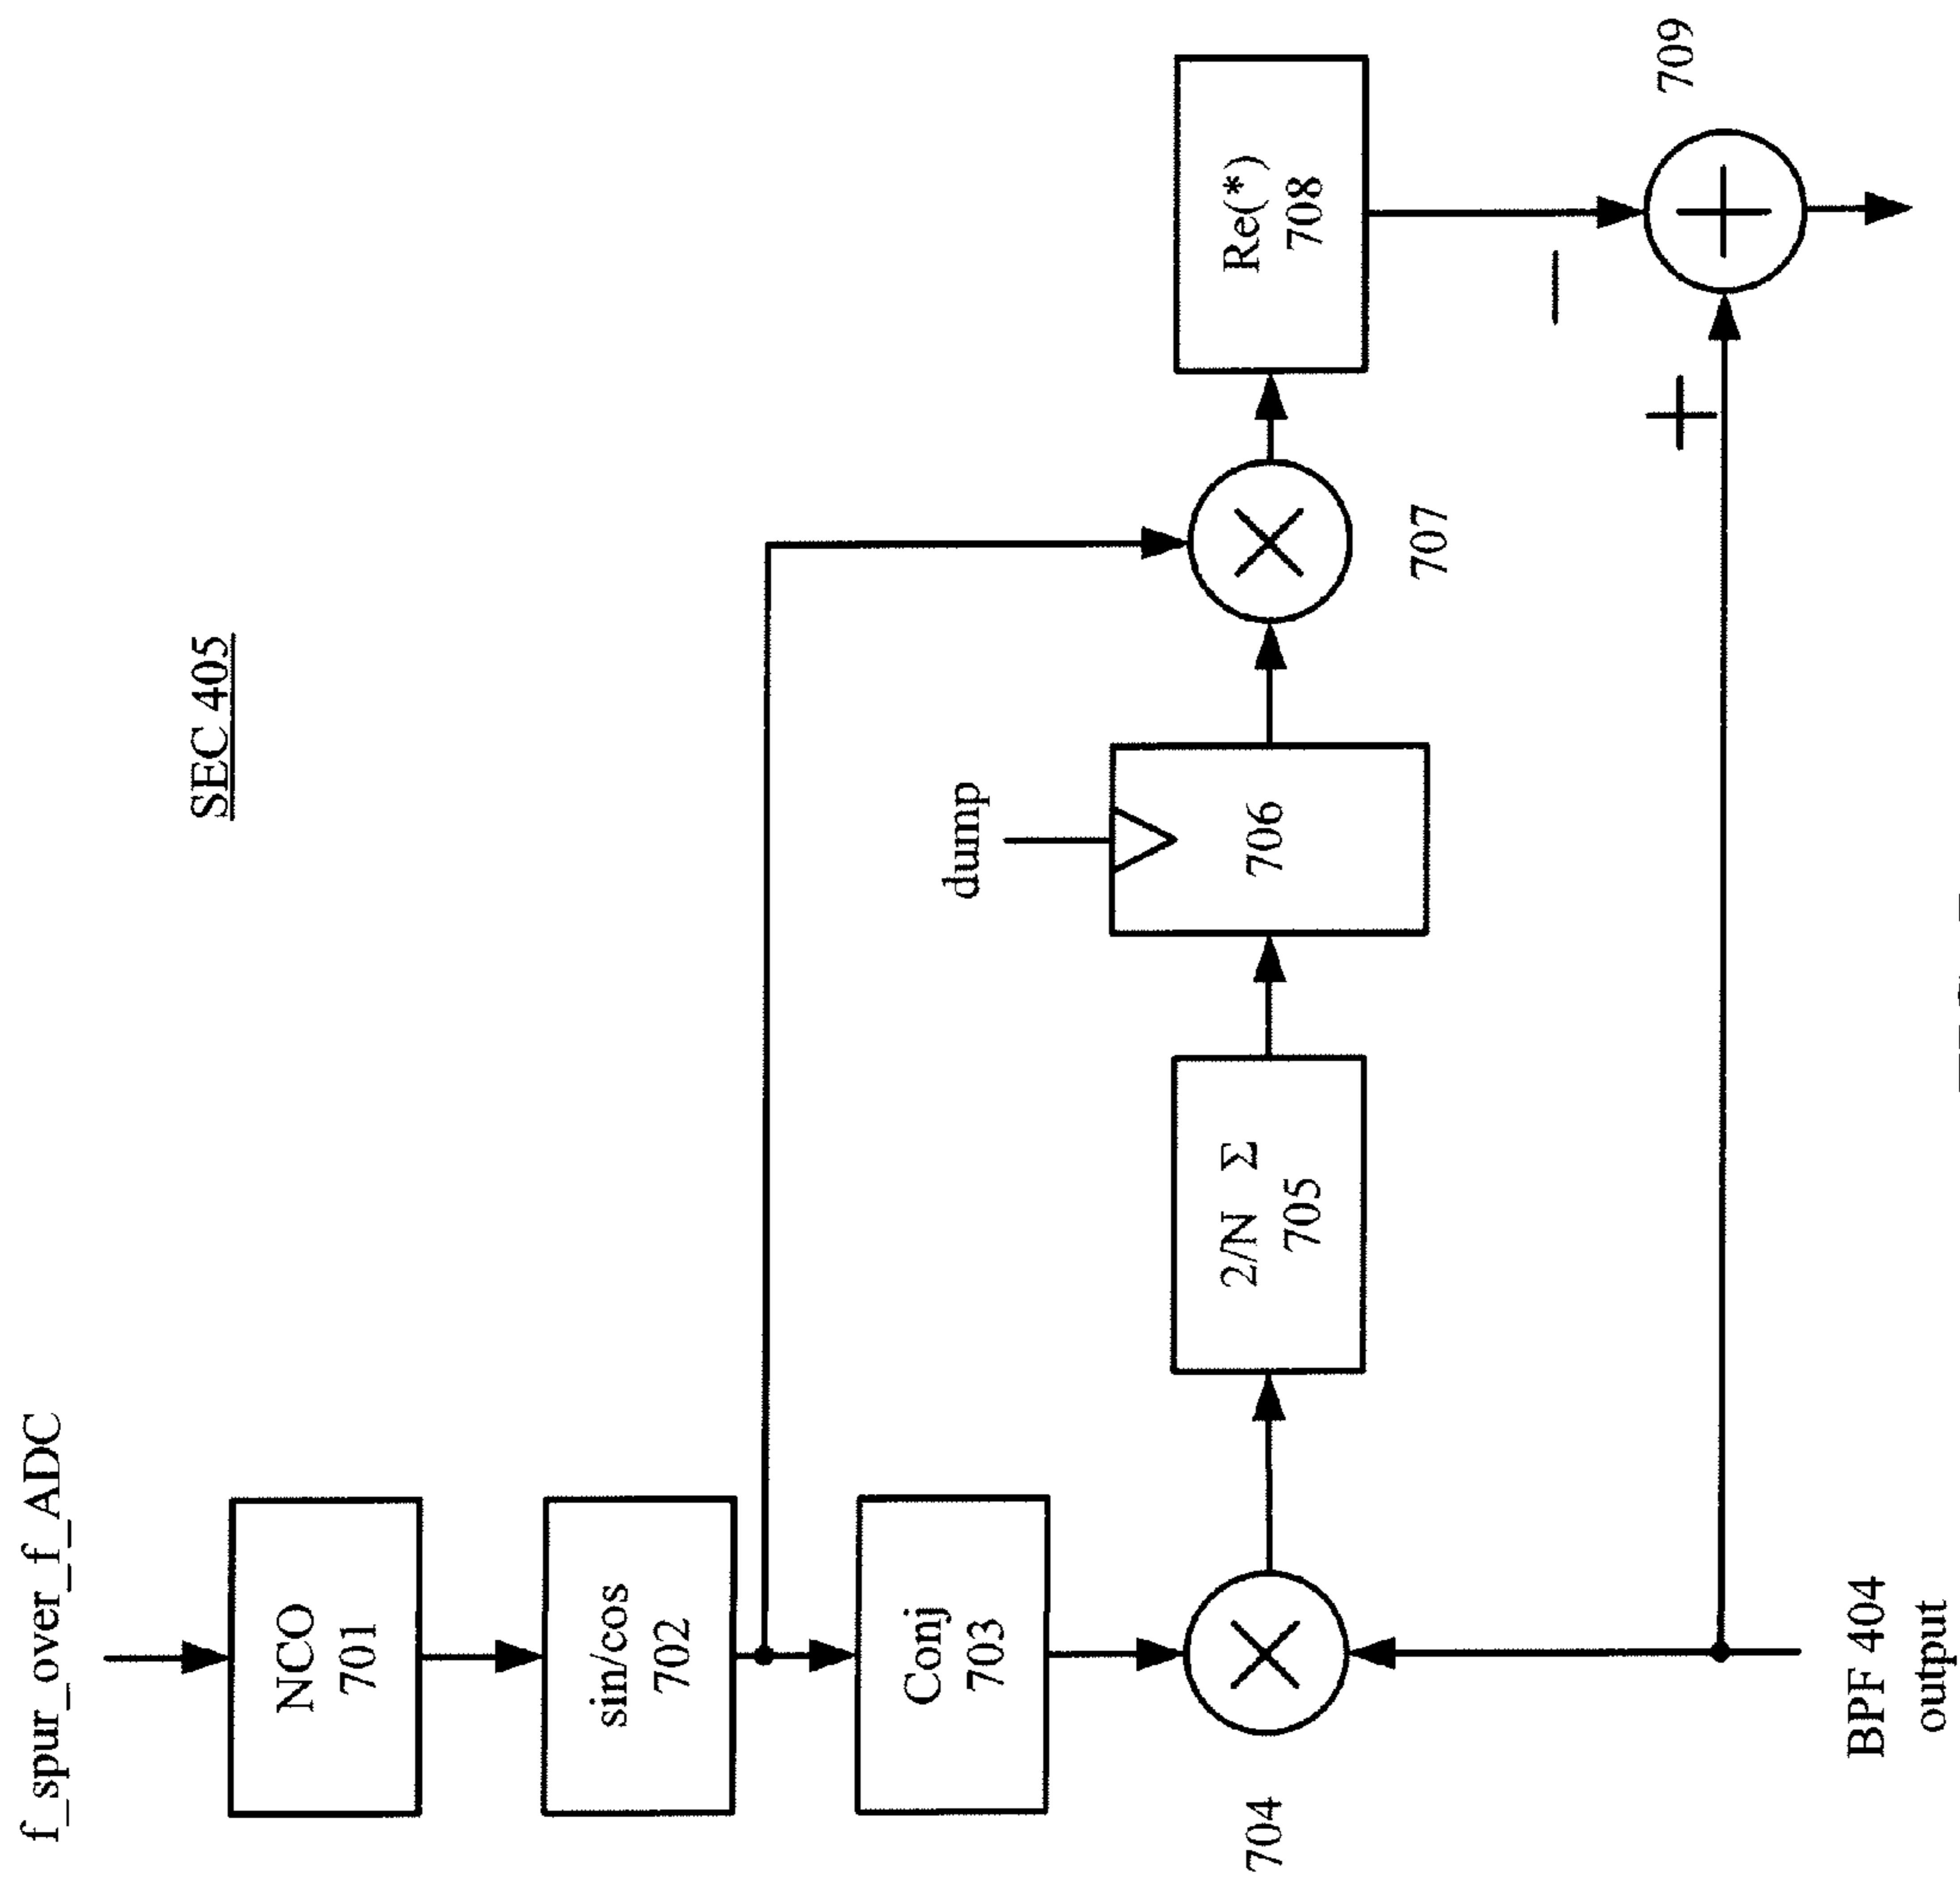 SEC 405
f_spur_over_f_ADC
NCO
701
sin/cos
702
Conj
703
704
2/N Σ
705
dump
706
707
Re(*)
708
709
−
+
BPF 404
output